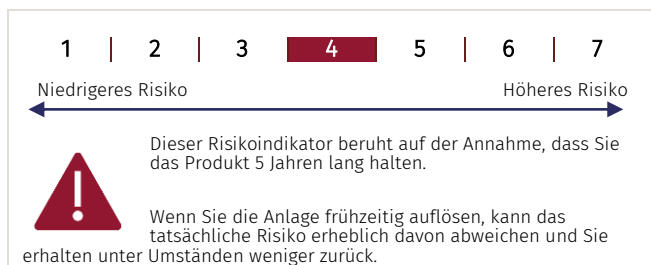 1 | 2 | 3 | 4 | 5 | 6 | 7
Niedrigeres Risiko Höheres Risiko
Dieser Risikoindikator beruht auf der Annahme, dass Sie
das Produkt 5 Jahren lang halten.
Wenn Sie die Anlage frühzeitig auflösen, kann das
tatsächliche Risiko erheblich davon abweichen und Sie
erhalten unter Umständen weniger zurück.